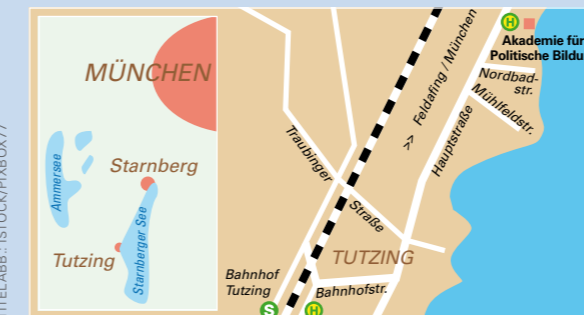 TITELABB.: ISTOCK/PIXBOX77
MÜNCHEN
Ammersee
Starnberg
Starnberger See
Tutzing
H
Akademie für
Politische Bildu
Nordbad-
str.
Mühlfeldstr.
>> Feldafing / München
Hauptstraße
Traubinger
Straße
TUTZING
Bahnhof
Tutzing
S
H
Bahnhofstr.